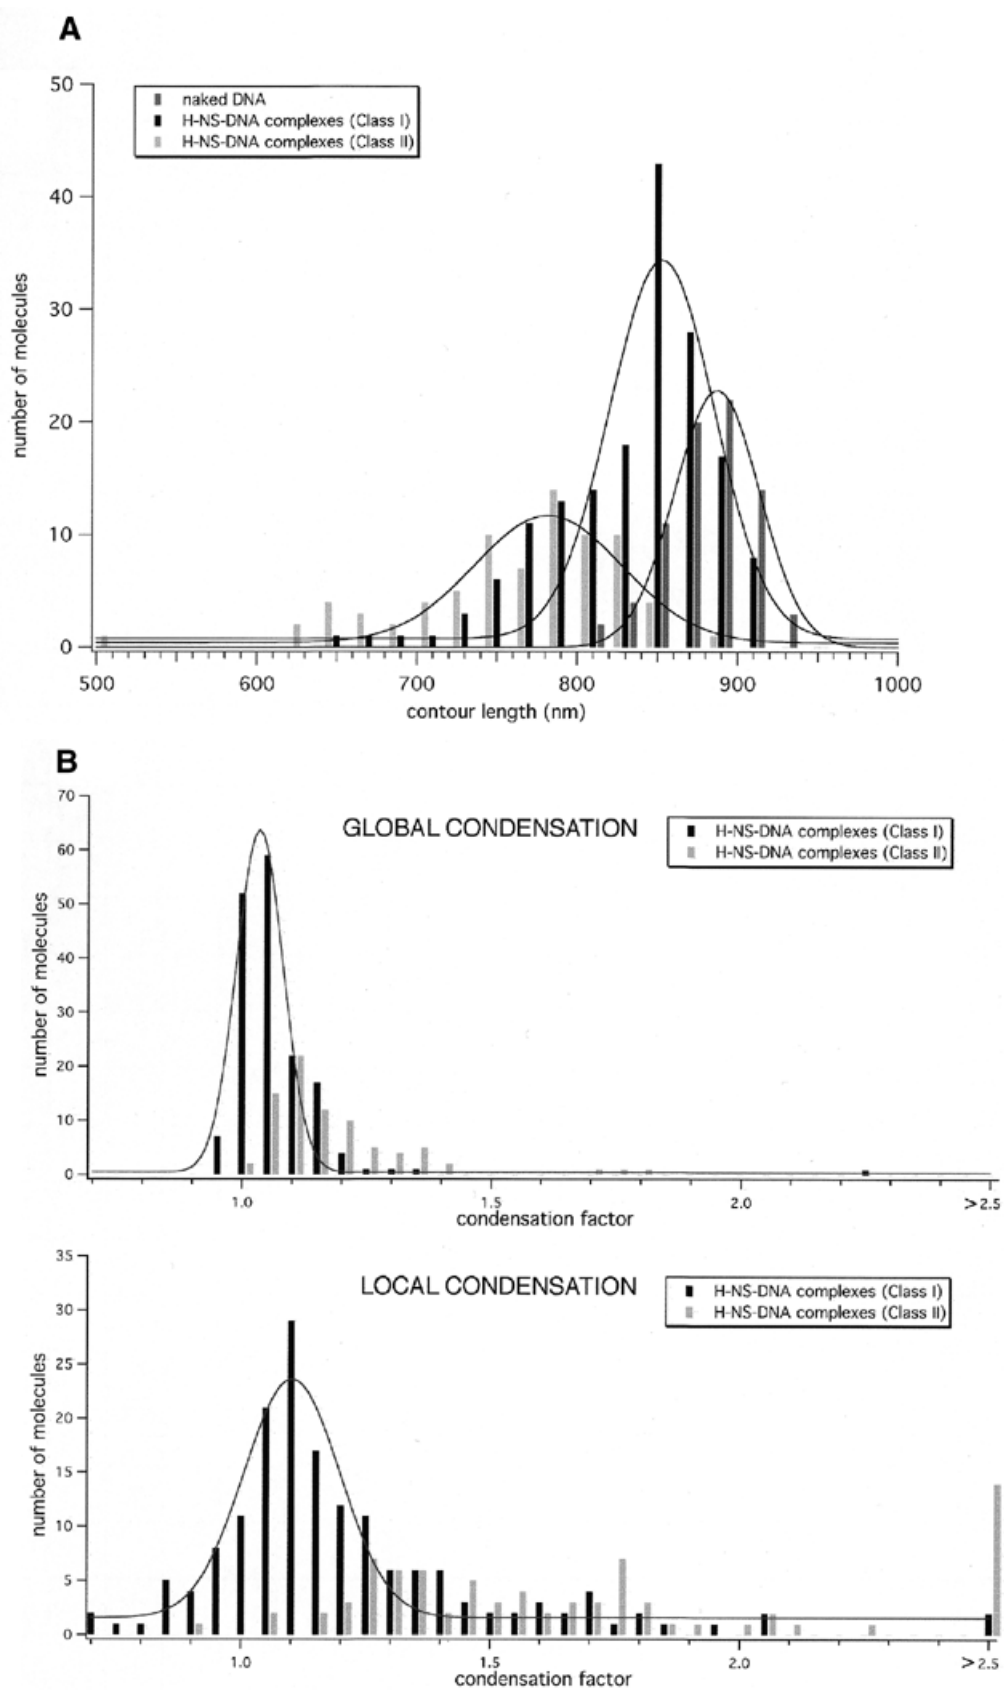 A
50
naked DNA
H-NS-DNA complexes (Class I)
H-NS-DNA complexes (Class II)
40
30
20
10
0
number of molecules
500 600 700 800 900 1000
contour length (nm)
B
70
GLOBAL CONDENSATION
H-NS-DNA complexes (Class I)
H-NS-DNA complexes (Class II)
60
50
40
30
20
10
0
number of molecules
1.0 1.5 2.0 >2.5
condensation factor
35
LOCAL CONDENSATION
H-NS-DNA complexes (Class I)
H-NS-DNA complexes (Class II)
30
25
20
15
10
5
0
number of molecules
1.0 1.5 2.0 >2.5
condensation factor